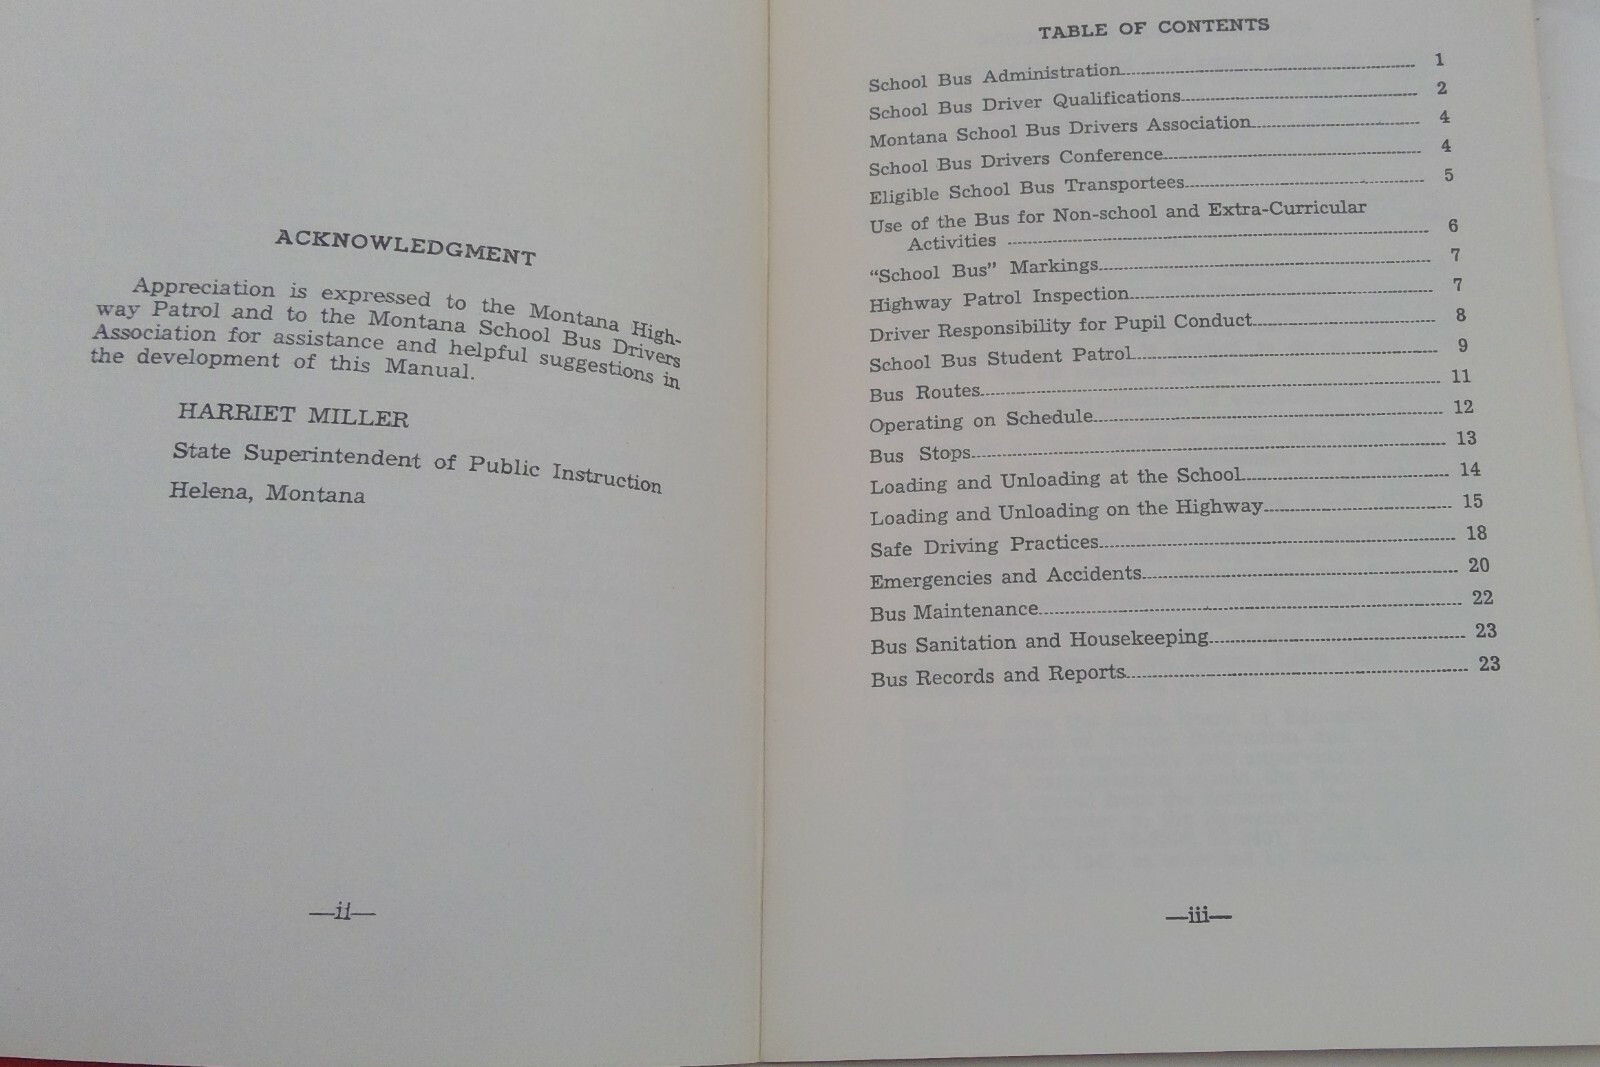 ACKNOWLEDGMENT
Appreciation is expressed to the Montana High-
way Patrol and to the Montana School Bus Drivers
Association for assistance and helpful suggestions in
the development of this Manual.
HARRIET MILLER
State Superintendent of Public Instruction
Helena, Montana
—ii—
TABLE OF CONTENTS
School Bus Administration 1
School Bus Driver Qualifications 2
Montana School Bus Drivers Association 4
School Bus Drivers Conference 4
Eligible School Bus Transportees 5
Use of the Bus for Non-school and Extra-Curricular
Activities 6
"School Bus" Markings 7
Highway Patrol Inspection 7
Driver Responsibility for Pupil Conduct 8
School Bus Student Patrol 9
Bus Routes 11
Operating on Schedule 12
Bus Stops 13
Loading and Unloading at the School 14
Loading and Unloading on the Highway 15
Safe Driving Practices 18
Emergencies and Accidents 20
Bus Maintenance 22
Bus Sanitation and Housekeeping 23
Bus Records and Reports 23
—iii—